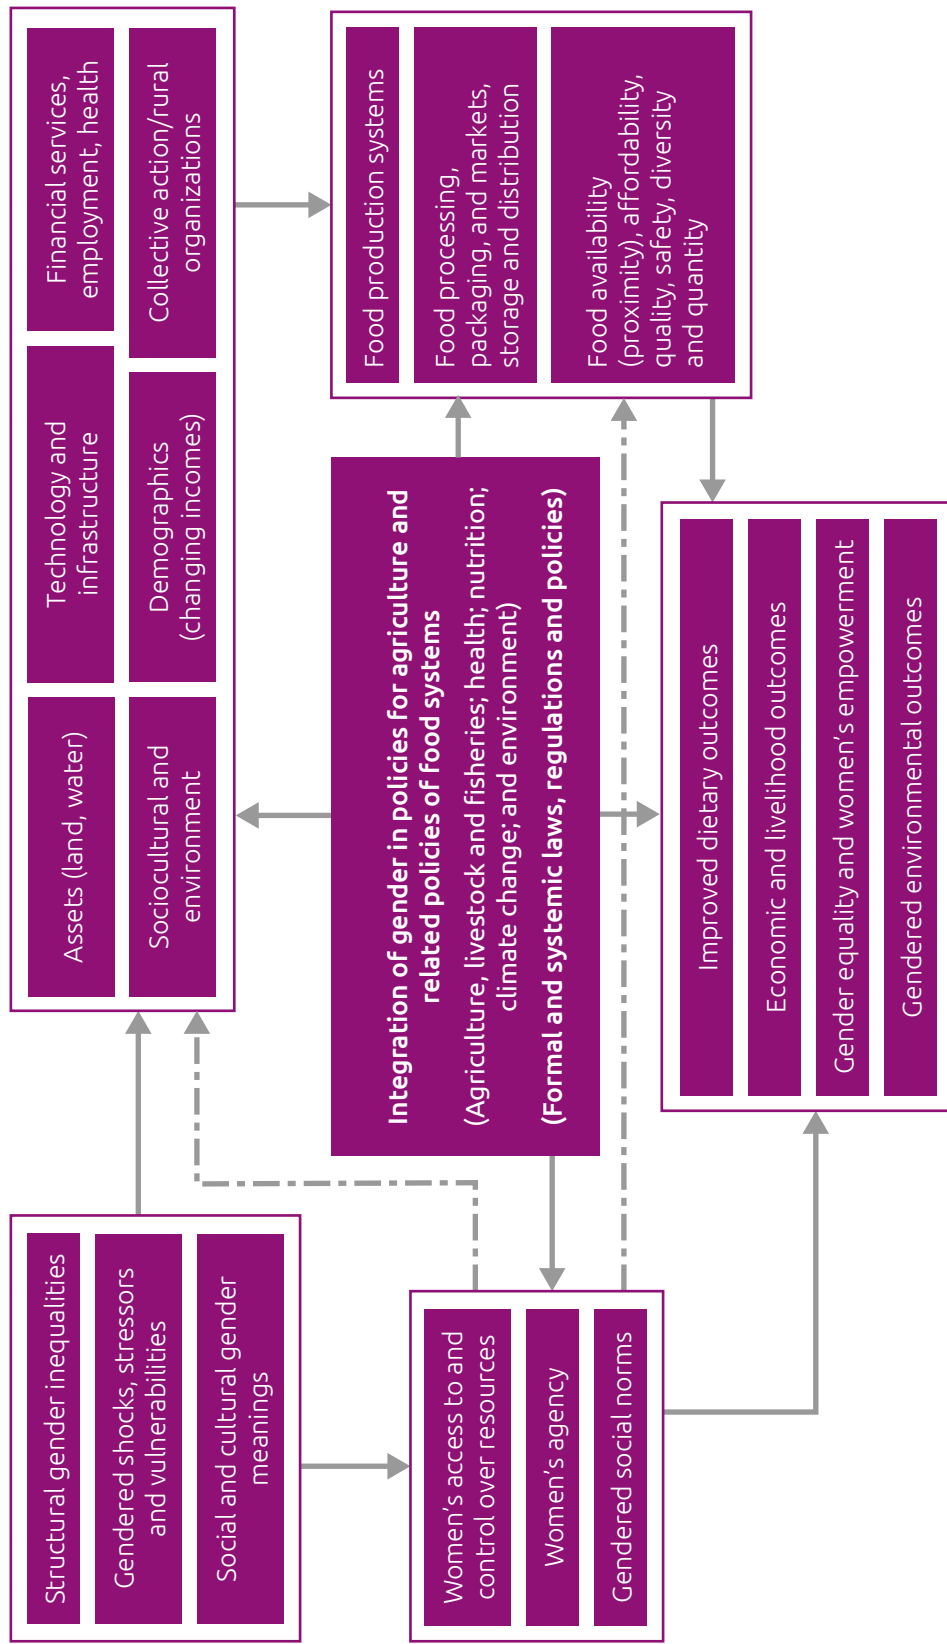 Structural gender inequalities
Gendered shocks, stressors
and vulnerabilities
Social and cultural gender
meanings
Assets (land, water)
Technology and
infrastructure
Financial services,
employment, health
Sociocultural and
environment
Demographics
(changing incomes)
Collective action/rural
organizations
Women's access to and
control over resources
Women's agency
Gendered social norms
Integration of gender in policies for agriculture and
related policies of food systems
(Agriculture, livestock and fisheries; health; nutrition;
climate change; and environment)
(Formal and systemic laws, regulations and policies)
Food production systems
Food processing,
packaging, and markets,
storage and distribution
Food availability
(proximity), affordability,
quality, safety, diversity
and quantity
Improved dietary outcomes
Economic and livelihood outcomes
Gender equality and women's empowerment
Gendered environmental outcomes